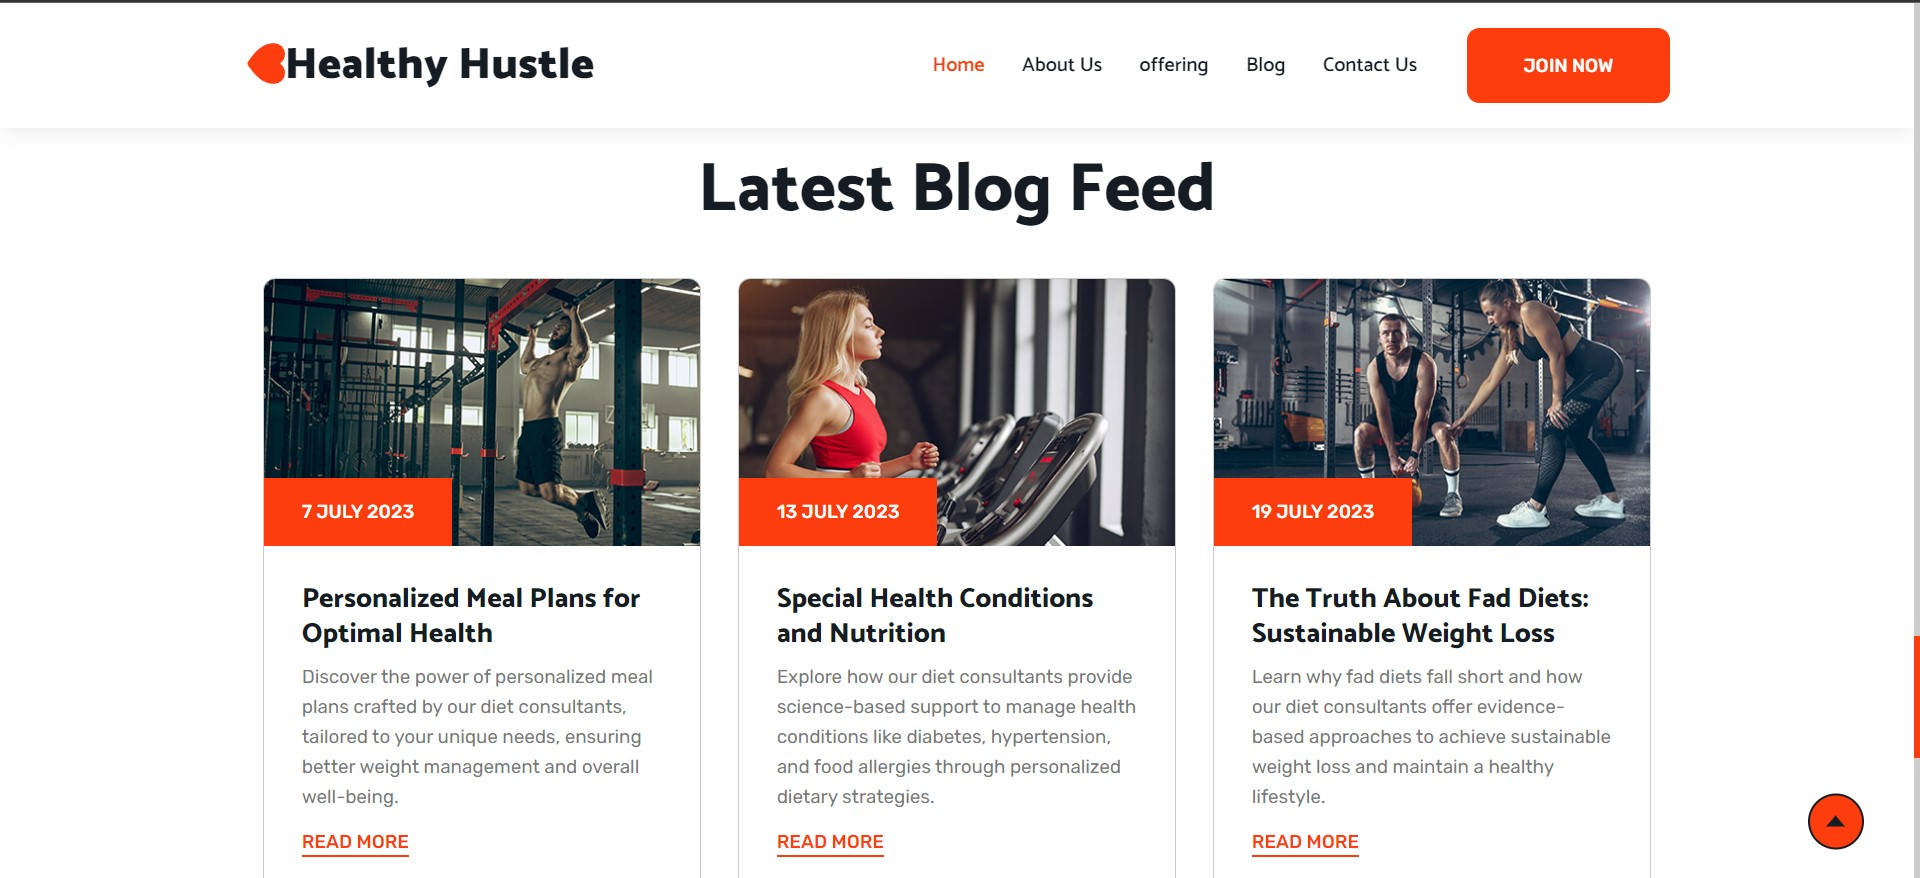 Healthy Hustle
Home
About Us
offering
Blog
Contact Us
JOIN NOW
Latest Blog Feed
7 JULY 2023
Personalized Meal Plans for
Optimal Health
Discover the power of personalized meal
plans crafted by our diet consultants,
tailored to your unique needs, ensuring
better weight management and overall
well-being.
READ MORE
13 JULY 2023
Special Health Conditions
and Nutrition
Explore how our diet consultants provide
science-based support to manage health
conditions like diabetes, hypertension,
and food allergies through personalized
dietary strategies.
READ MORE
19 JULY 2023
The Truth About Fad Diets:
Sustainable Weight Loss
Learn why fad diets fall short and how
our diet consultants offer evidence-
based approaches to achieve sustainable
weight loss and maintain a healthy
lifestyle.
READ MORE